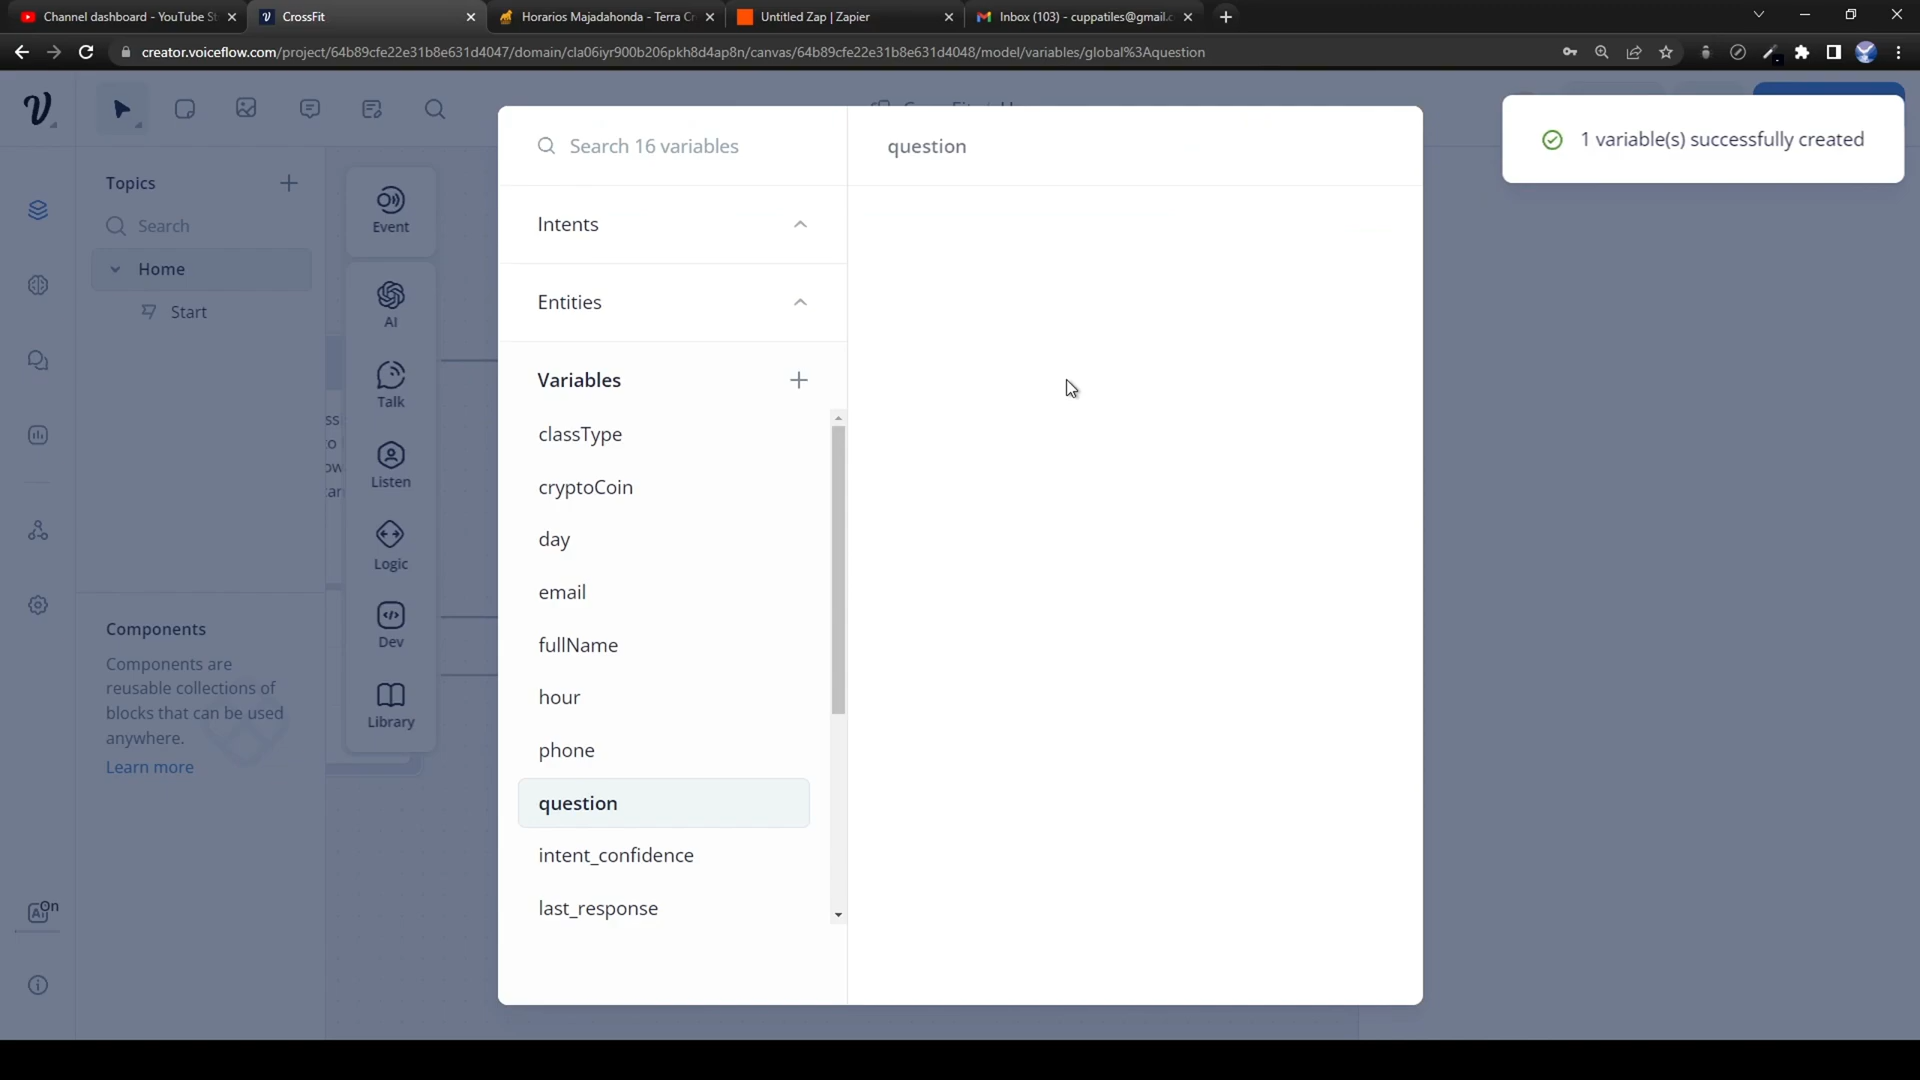 Channel dashboard - YouTube St
CrossFit
Horarios Majadahonda - Terra Cr
Untitled Zap | Zapier
Inbox (103) - cuppatiles@gmail.c
creator.voiceflow.com/project/64b89cfe22e31b8e631d4047/domain/cla06iyr900b206pkh8d4ap8n/canvas/64b89cfe22e31b8e631d4048/model/variables/global%3Aquestion
Topics
Search
Home
Start
Components
Components are
reusable collections of
blocks that can be used
anywhere.
Learn more
On
Event
AI
Talk
Listen
Logic
Dev
Library
Search 16 variables
Intents
Entities
Variables
classType
cryptoCoin
day
email
fullName
hour
phone
question
intent_confidence
last_response
question
1 variable(s) successfully created